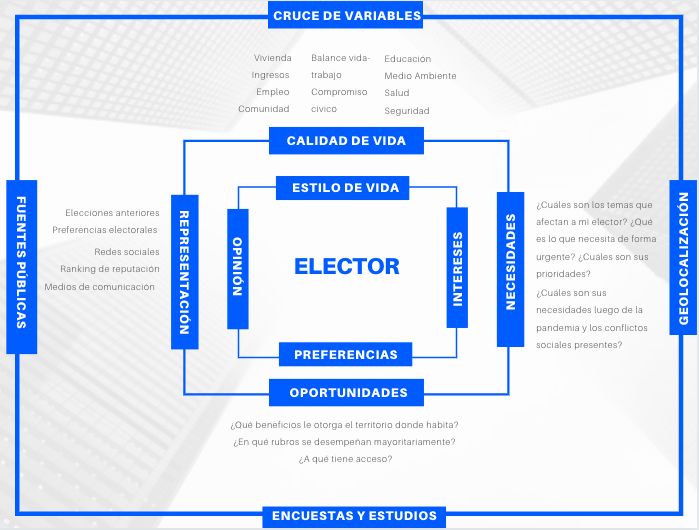 CRUCE DE VARIABLES
Vivienda
Ingresos
Empleo
Comunidad
Balance vida-
trabajo
Compromiso
civico
Educación
Medio Ambiente
Salud
Seguridad
CALIDAD DE VIDA
ESTILO DE VIDA
FUENTES PÚBLICAS
Elecciones anteriores
Preferencias electorales
Redes sociales
Ranking de reputación
Medios de comunicación
REPRESENTACIÓN
OPINIÓN
ELECTOR
INTERESES
NECESIDADES
¿Cuáles son los temas que
afectan a mi elector? ¿Qué
es lo que necesita de forma
urgente? ¿Cuáles son sus
prioridades?
¿Cuáles son sus
necesidades luego de la
pandemia y los conflictos
sociales presentes?
GEOLOCALIZACIÓN
PREFERENCIAS
OPORTUNIDADES
¿Qué beneficios le otorga el territorio donde habita?
¿En qué rubros se desempeñan mayoritariamente?
¿A qué tiene acceso?
ENCUESTAS Y ESTUDIOS